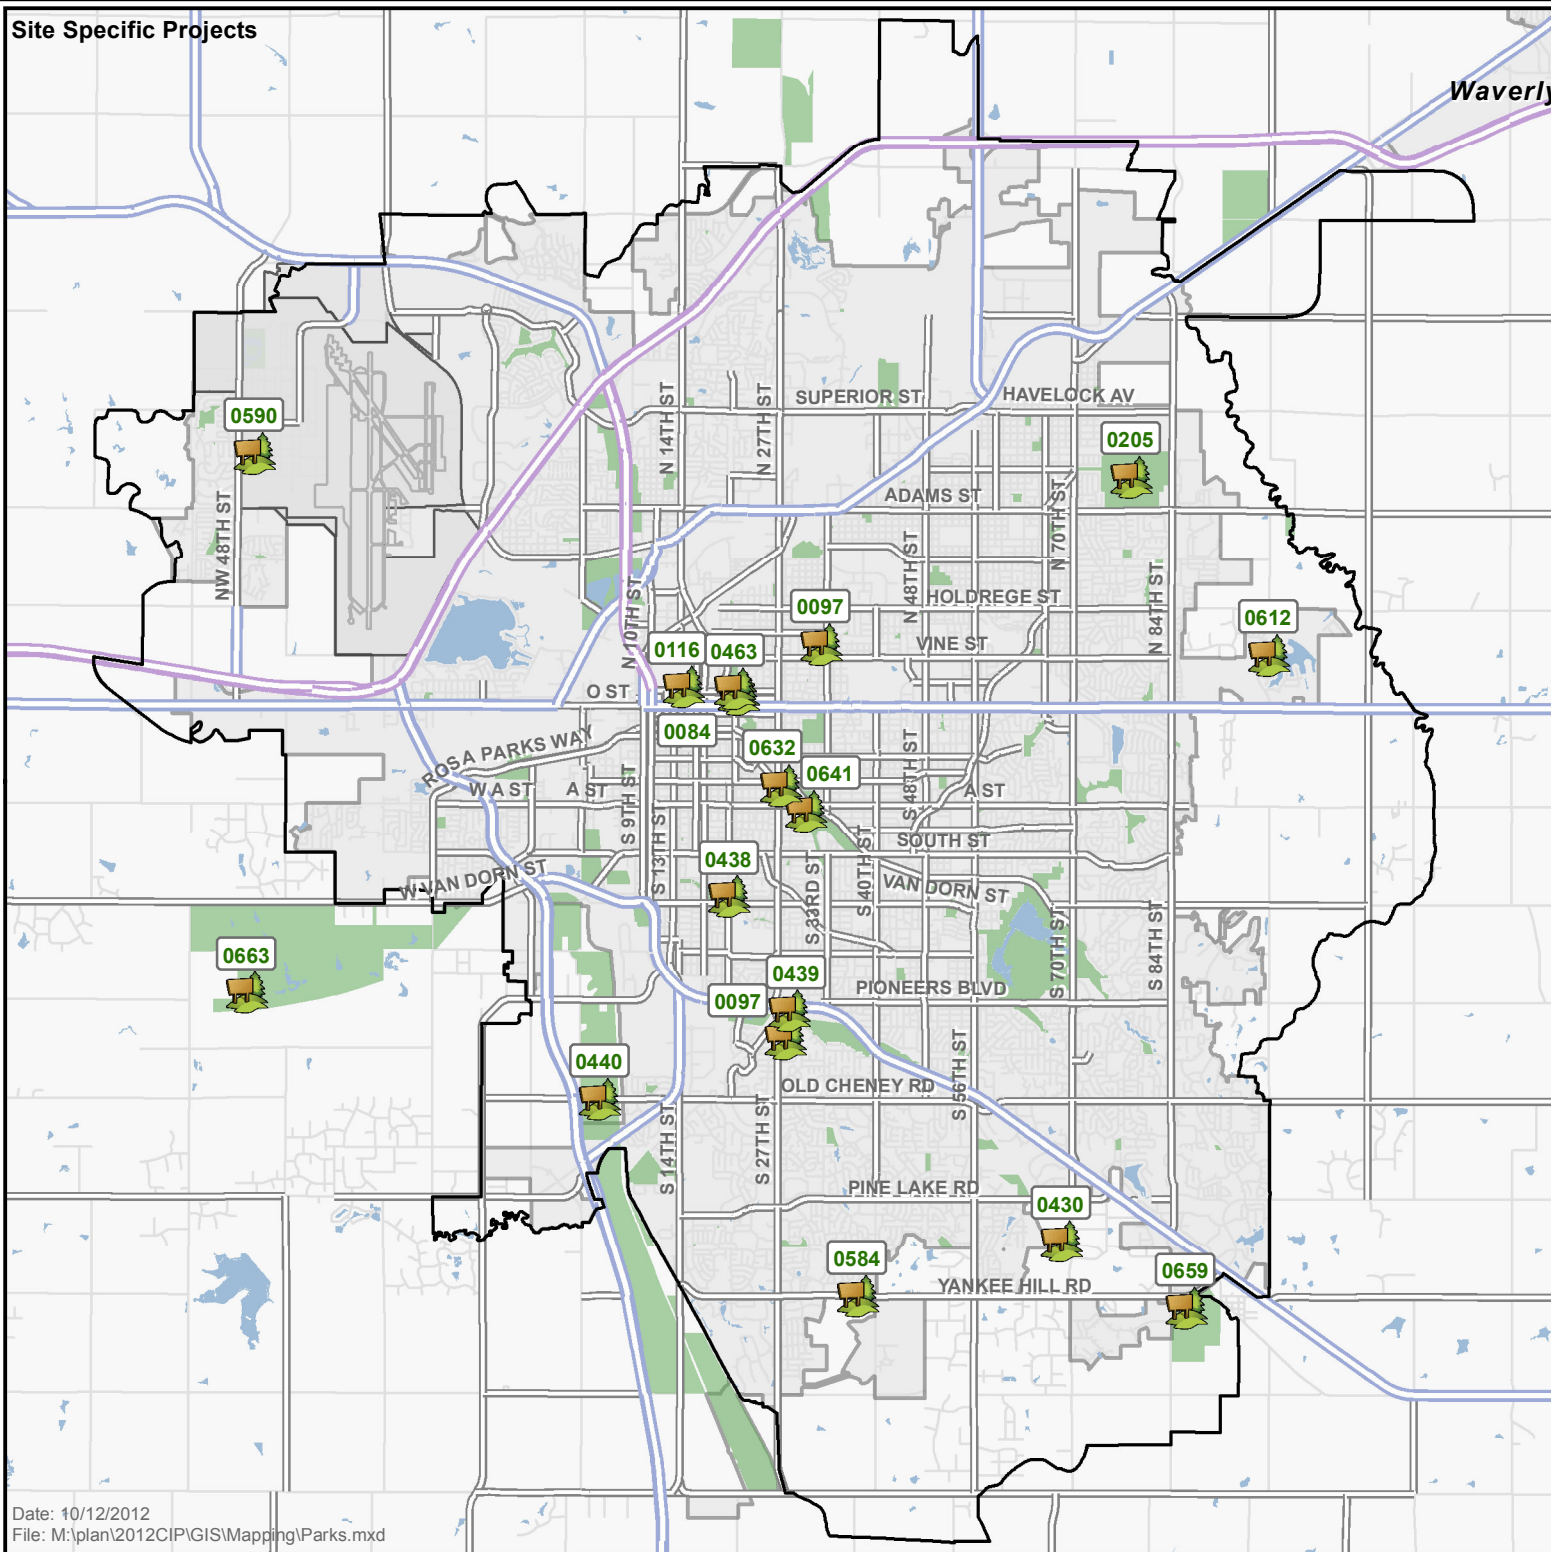 Site Specific Projects
Waverly
SUPERIOR ST
HAVELOCK AV
N 14TH ST
N 27TH ST
0590
0205
NW 48TH ST
ADAMS ST
N 70TH ST
N 48TH ST
N 10TH ST
HOLDREGE ST
N 84TH ST
0097
0612
VINE ST
0116
0463
O ST
0084
ROSA PARKS WAY
0632
0641
S 48TH ST
W A ST
A ST
A ST
S 9TH ST
S 13TH ST
SOUTH ST
0438
S 33RD ST
S 40TH ST
W VAN DORN ST
VAN DORN ST
S 70TH ST
S 84TH ST
0663
0439
0097
PIONEERS BLVD
0440
S 56TH ST
OLD CHENEY RD
S 14TH ST
S 27TH ST
PINE LAKE RD
0430
0584
0659
YANKEE HILL RD
Date: 10/12/2012
File: M:\plan\2012CIP\GIS\Mapping\Parks.mxd